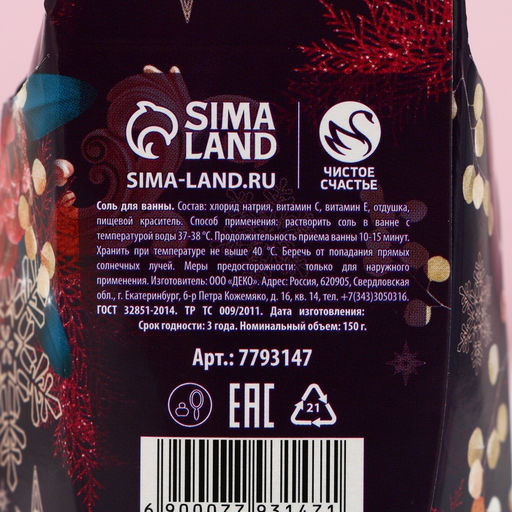 SIMA
LAND
SIMA-LAND.RU
ЧИСТОЕ
СЧАСТЬЕ
Соль для ванны. Состав: хлорид натрия, витамин С, витамин Е, отдушка,
пищевой краситель. Способ применения: растворить соль в ванне с
температурой воды 37-38 °С. Продолжительность приема ванны 10-15 минут.
Хранить при температуре не выше 40 °С. Беречь от попадания прямых
солнечных лучей. Меры предосторожности: только для наружного
применения. Изготовитель: ООО «ДЕКО». Адрес: Россия, 620905, Свердловская
обл., г. Екатеринбург, б-р Петра Кожемяко, д. 16, кв. 14, тел. +7(343)3050316.
ГОСТ 32851-2014. ТР ТС 009/2011. Дата изготовления:
Срок годности: 3 года. Номинальный объем: 150 г.
Арт.: 7793147
EAC
21
6 900077 931471